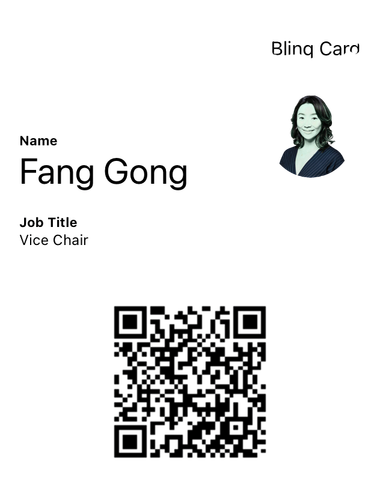 Blinq Card
Name
Fang Gong
Job Title
Vice Chair